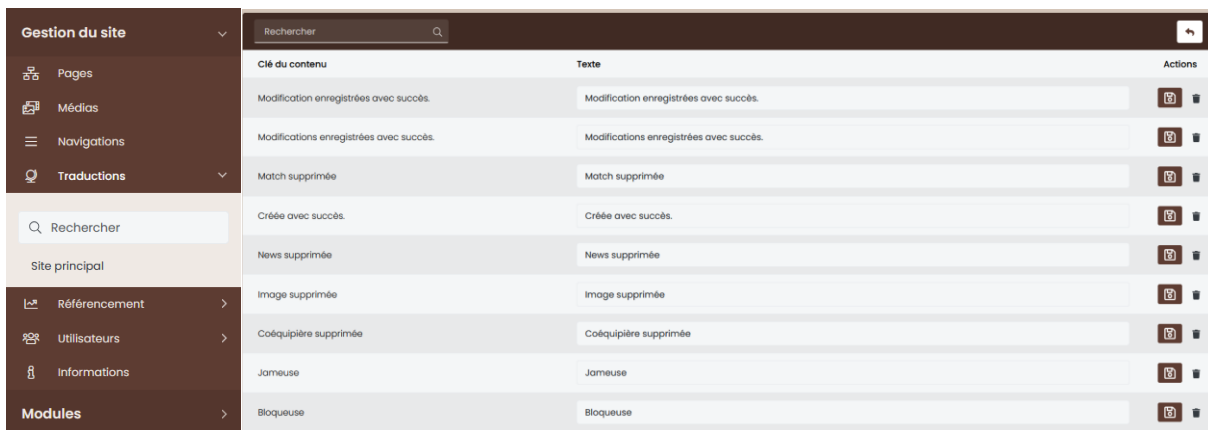 Gestion du site
Pages
Médias
Navigations
Traductions
Rechercher
Site principal
Référencement
Utilisateurs
Informations
Modules
Rechercher
Clé du contenu Texte Actions
Modification enregistrées avec succès. Modification enregistrées avec succès.
Modifications enregistrées avec succès. Modifications enregistrées avec succès.
Match supprimée Match supprimée
Créée avec succès. Créée avec succès.
News supprimée News supprimée
Image supprimée Image supprimée
Coéquipière supprimée Coéquipière supprimée
Jameuse Jameuse
Bloqueuse Bloqueuse